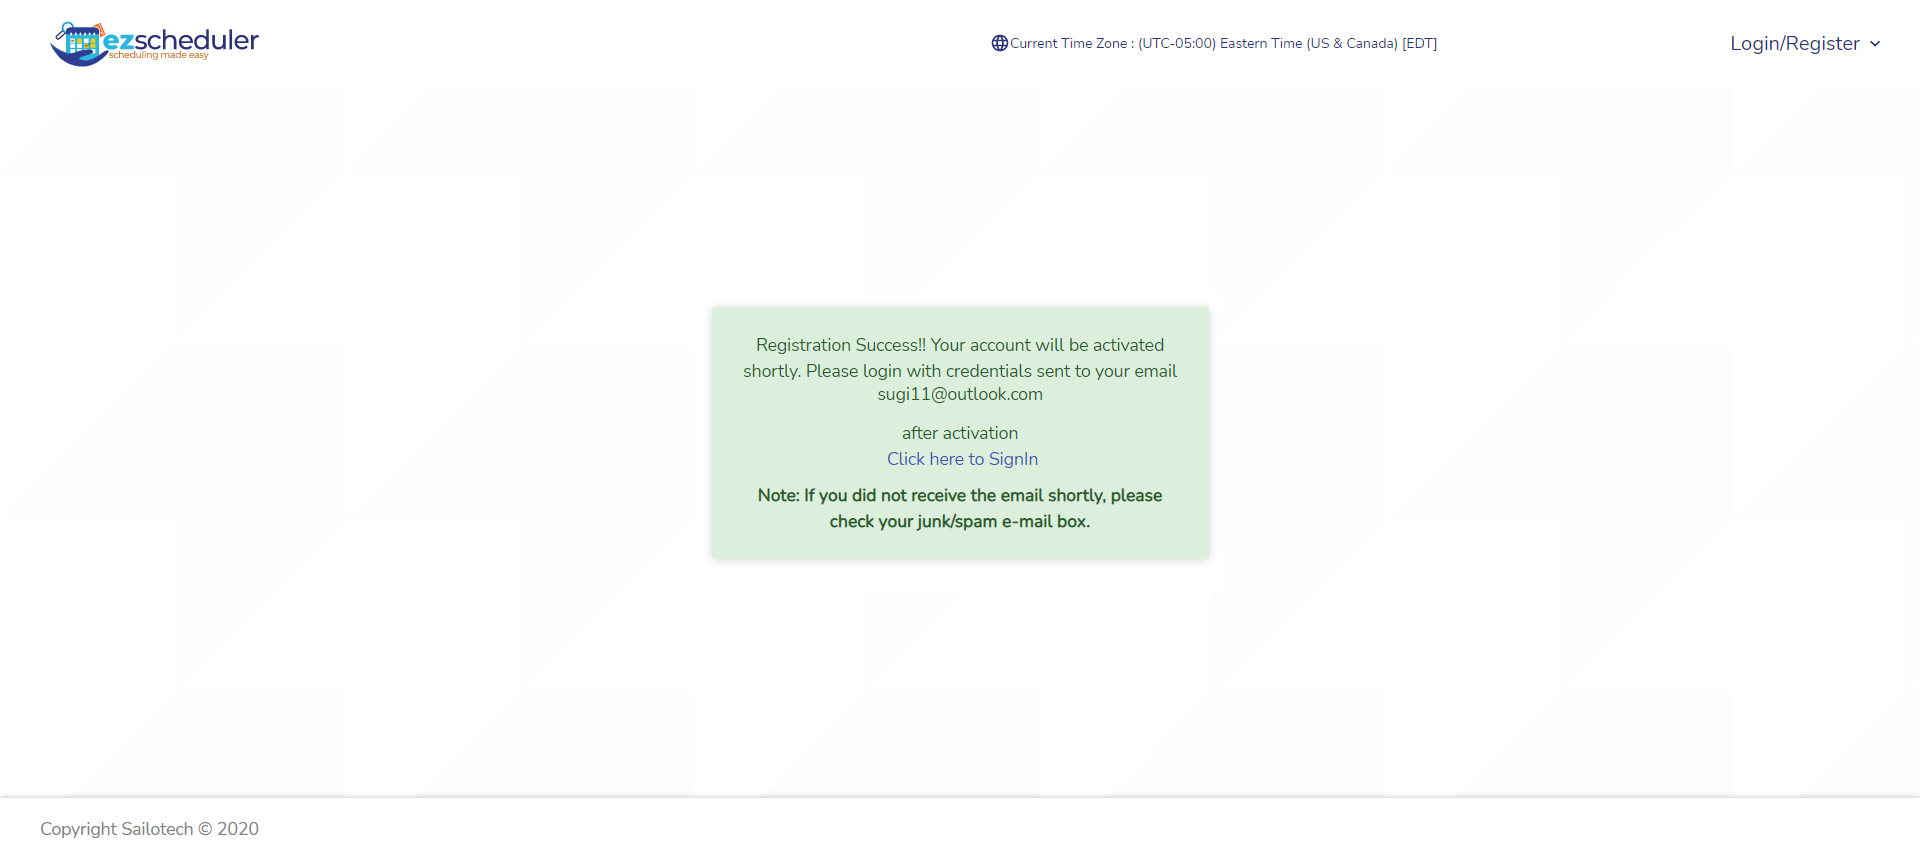 ezscheduler
scheduling made easy
Current Time Zone : (UTC-05:00) Eastern Time (US & Canada) [EDT]
Login/Register
Registration Success!! Your account will be activated
shortly. Please login with credentials sent to your email
sugi11@outlook.com
after activation
Click here to SignIn
Note: If you did not receive the email shortly, please
check your junk/spam e-mail box.
Copyright Sailotech © 2020